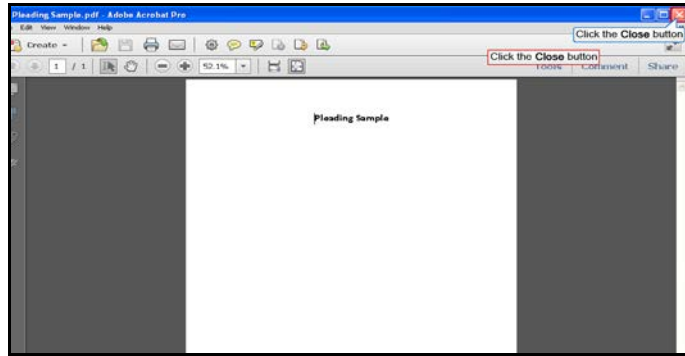 Pleading Sample.pdf - Adobe Acrobat Pro
Edit View Window Help
Click the Close button
Create
Click the Close button
1 / 1 52.1%
Tools Comment Share
Pleading Sample